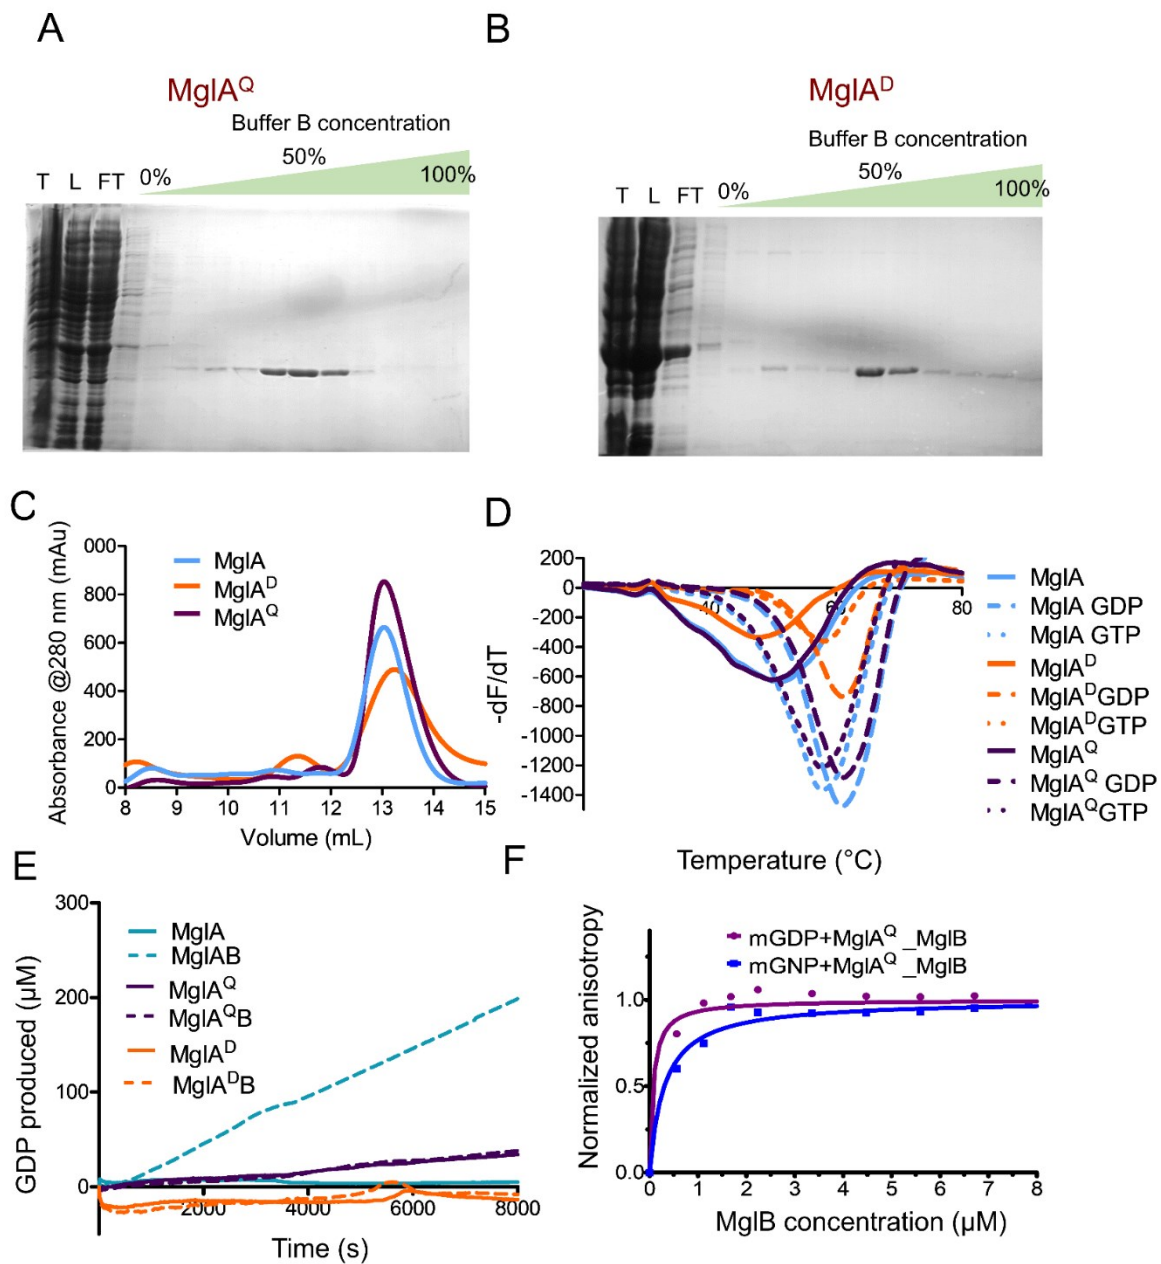 A
B
MglA^Q
MglA^D
Buffer B concentration
Buffer B concentration
T L FT 0% 50% 100%
T L FT 0% 50% 100%
C
Absorbance @280 nm (mAu)
000
800
600
400
200
0
8 9 10 11 12 13 14 15
Volume (mL)
MglA
MglA^D
MglA^Q
D
-dF/dT
200
0
-200
-400
-600
-800
-1000
-1200
-1400
40 60 80
Temperature (°C)
MglA
MglA GDP
MglA GTP
MglA^D
MglA^D GDP
MglA^D GTP
MglA^Q
MglA^Q GDP
MglA^Q GTP
E
GDP produced (µM)
300
200
100
0
2000 4000 6000 8000
Time (s)
MglA
MglAB
MglA^Q
MglA^Q B
MglA^D
MglA^D B
F
Normalized anisotropy
1.0
0.5
0.0
0 1 2 3 4 5 6 7 8
MglB concentration (µM)
mGDP+MglA^Q _MglB
mGNP+MglA^Q _MglB